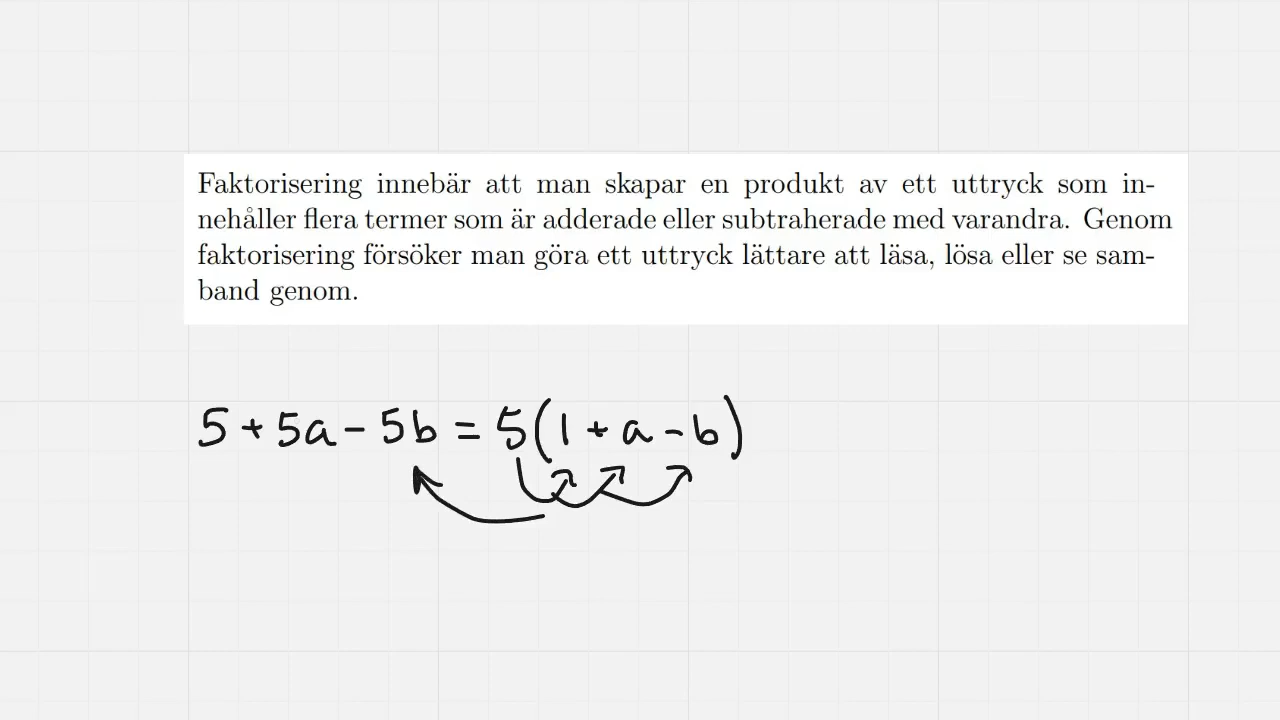 Faktorisering innebär att man skapar en produkt av ett uttryck som in-
nehåller flera termer som är adderade eller subtraherade med varandra. Genom
faktorisering försöker man göra ett uttryck lättare att läsa, lösa eller se sam-
band genom.
5 + 5a - 5b = 5(1 + a - b)